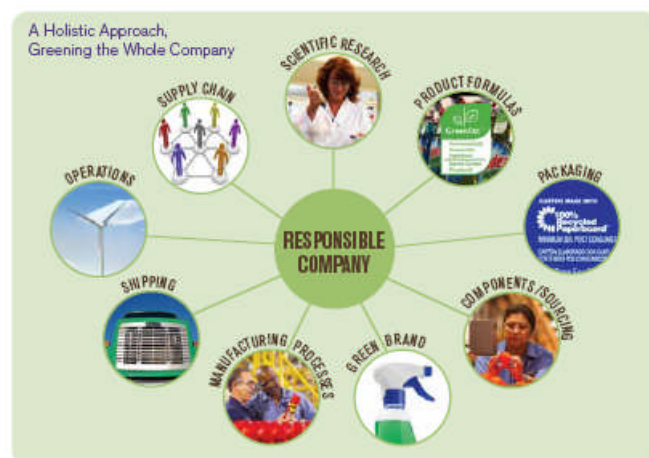 A Holistic Approach,
Greening the Whole Company
SCIENTIFIC RESEARCH
SUPPLY CHAIN
PRODUCT FORMULAS
OPERATIONS
PACKAGING
100%
Recycled
Paperboard
RESPONSIBLE
COMPANY
SHIPPING
COMPONENTS/SOURCING
MANUFACTURING PROCESSES
GREEN BRAND